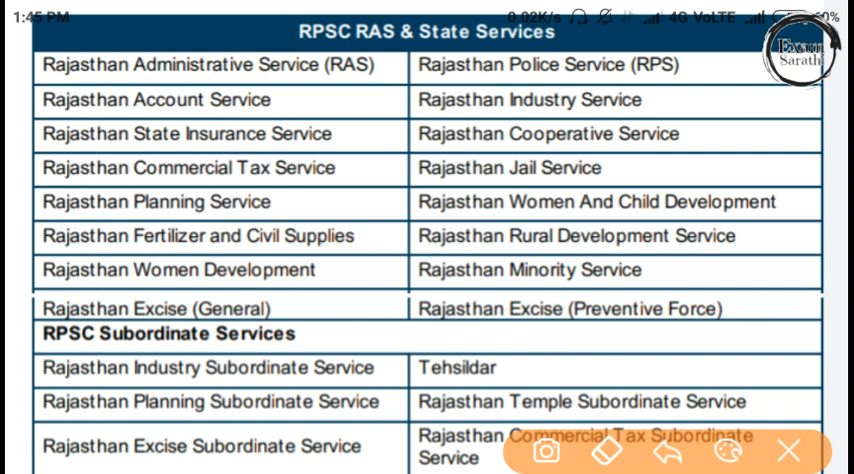 1:45 PM 0.02K/s 4G VoLTE 60%
RPSC RAS & State Services
Exam
Sarathi
Rajasthan Administrative Service (RAS) Rajasthan Police Service (RPS)
Rajasthan Account Service Rajasthan Industry Service
Rajasthan State Insurance Service Rajasthan Cooperative Service
Rajasthan Commercial Tax Service Rajasthan Jail Service
Rajasthan Planning Service Rajasthan Women And Child Development
Rajasthan Fertilizer and Civil Supplies Rajasthan Rural Development Service
Rajasthan Women Development Rajasthan Minority Service
Rajasthan Excise (General) Rajasthan Excise (Preventive Force)
RPSC Subordinate Services
Rajasthan Industry Subordinate Service Tehsildar
Rajasthan Planning Subordinate Service Rajasthan Temple Subordinate Service
Rajasthan Excise Subordinate Service Rajasthan Commercial Tax Subordinate
Service